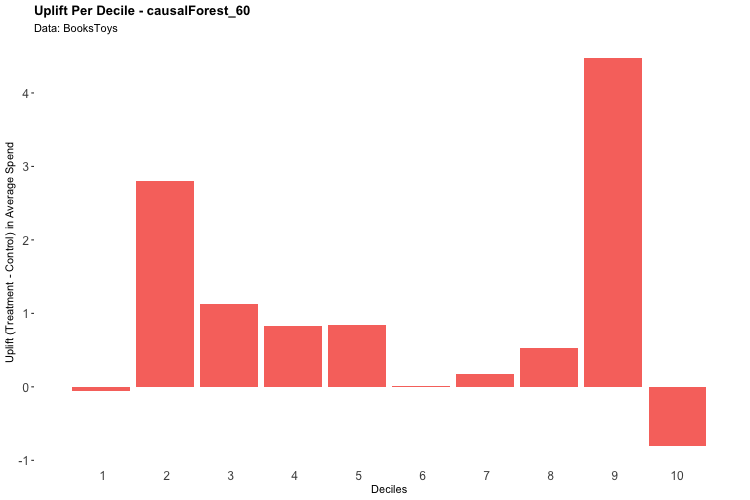 Uplift Per Decile - causalForest_60
Data: BooksToys
Uplift (Treatment - Control) in Average Spend
4
3
2
1
0
-1
1 2 3 4 5 6 7 8 9 10
Deciles